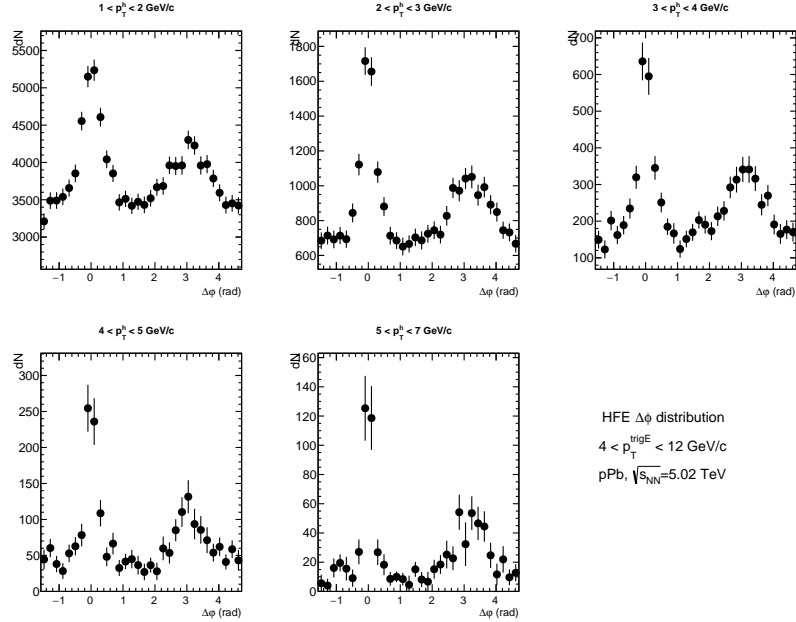 1 < p_T^h < 2 GeV/c
dN
5500
5000
4500
4000
3500
3000
−1 0 1 2 3 4
Δφ (rad)
2 < p_T^h < 3 GeV/c
dN
1800
1600
1400
1200
1000
800
600
−1 0 1 2 3 4
Δφ (rad)
3 < p_T^h < 4 GeV/c
dN
700
600
500
400
300
200
100
−1 0 1 2 3 4
Δφ (rad)
4 < p_T^h < 5 GeV/c
dN
300
250
200
150
100
50
0
−1 0 1 2 3 4
Δφ (rad)
5 < p_T^h < 7 GeV/c
dN
160
140
120
100
80
60
40
20
0
−1 0 1 2 3 4
Δφ (rad)
HFE Δϕ distribution
4 < p_T^trigE < 12 GeV/c
pPb, √s_NN=5.02 TeV